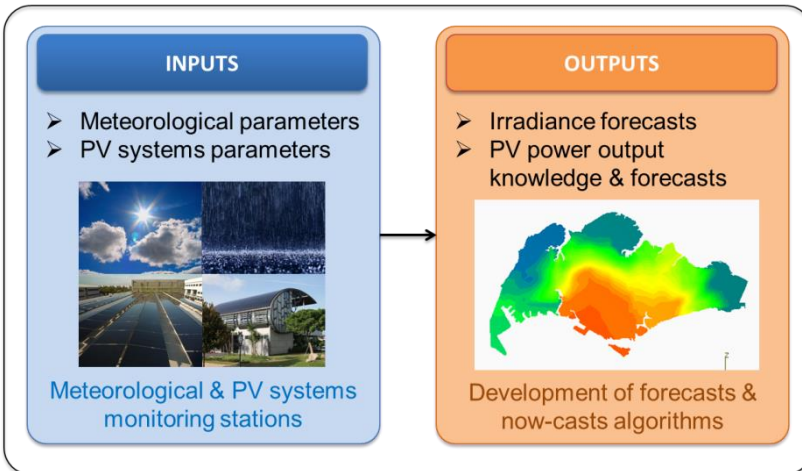 INPUTS
➢ Meteorological parameters
➢ PV systems parameters
Meteorological & PV systems
monitoring stations
OUTPUTS
➢ Irradiance forecasts
➢ PV power output
knowledge & forecasts
z
Development of forecasts &
now-casts algorithms